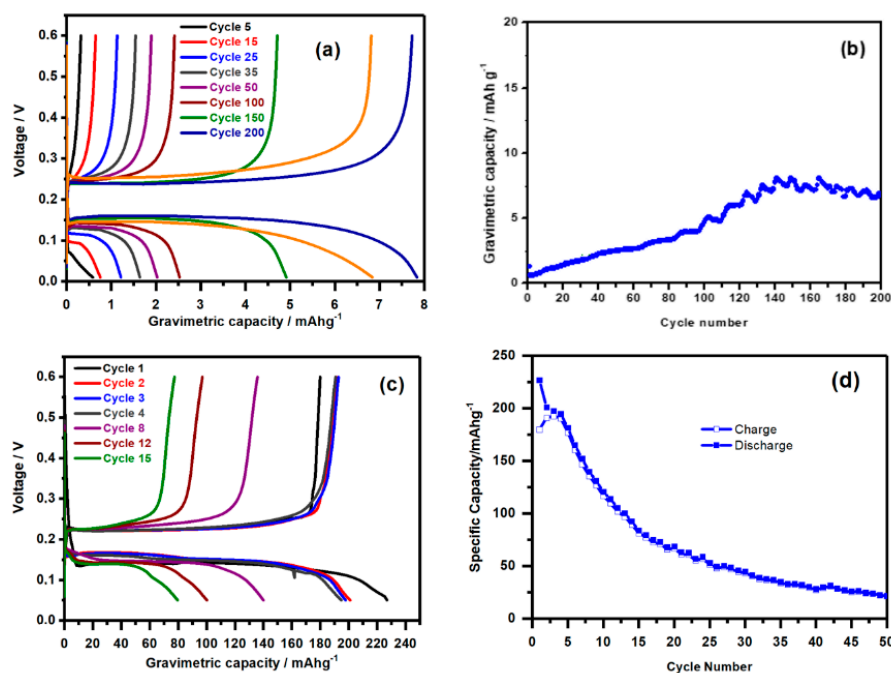 (a)
Cycle 5
Cycle 15
Cycle 25
Cycle 35
Cycle 50
Cycle 100
Cycle 150
Cycle 200
Voltage / V
0.6
0.5
0.4
0.3
0.2
0.1
0.0
0 1 2 3 4 5 6 7 8
Gravimetric capacity / mAhg-1
(b)
Gravimetric capacity / mAh g-1
20
15
10
5
0
0 20 40 60 80 100 120 140 160 180 200
Cycle number
(c)
Cycle 1
Cycle 2
Cycle 3
Cycle 4
Cycle 8
Cycle 12
Cycle 15
Voltage / V
0.6
0.5
0.4
0.3
0.2
0.1
0.0
0 20 40 60 80 100 120 140 160 180 200 220 240
Gravimetric capacity / mAhg-1
(d)
Charge
Discharge
Specific Capacity/mAhg-1
250
200
150
100
50
0
0 5 10 15 20 25 30 35 40 45 50
Cycle Number